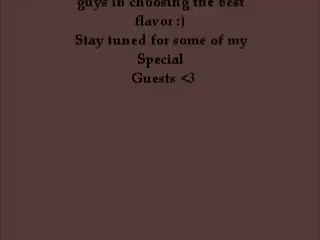 guys in choosing the best
flavor :)
Stay tuned for some of my
Special
Guests <3